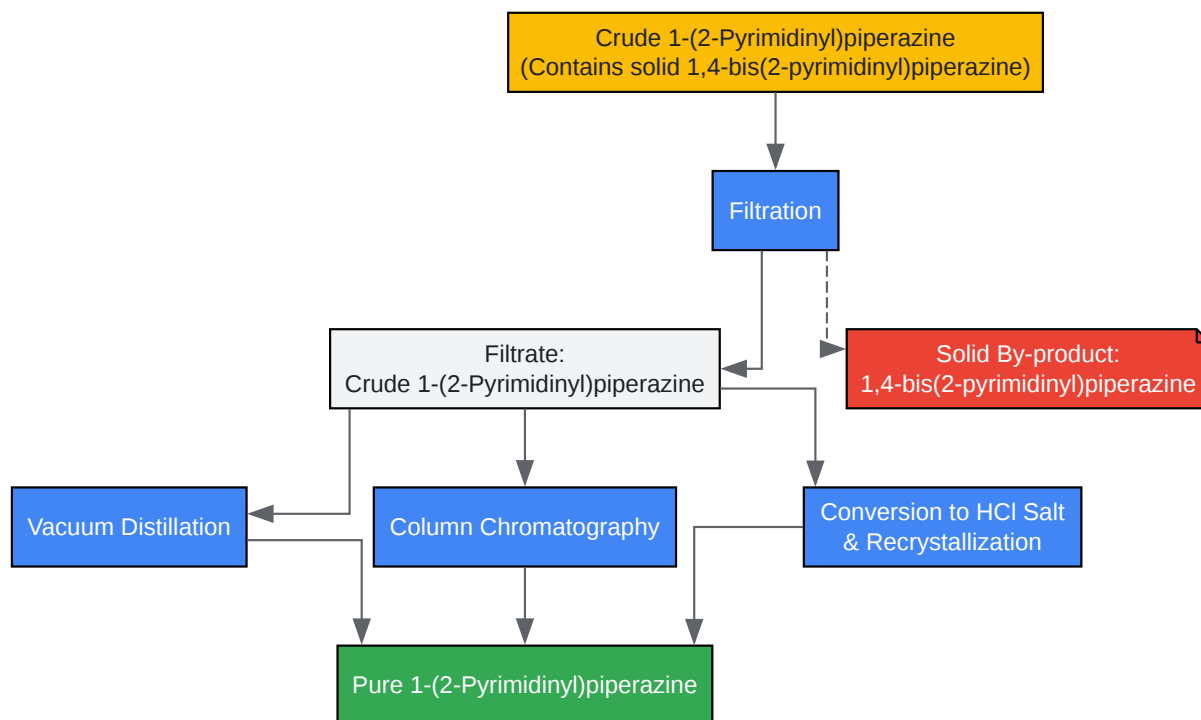 Crude 1-(2-Pyrimidinyl)piperazine
(Contains solid 1,4-bis(2-pyrimidinyl)piperazine)
Filtration
Filtrate:
Crude 1-(2-Pyrimidinyl)piperazine
Solid By-product:
1,4-bis(2-pyrimidinyl)piperazine
Vacuum Distillation
Column Chromatography
Conversion to HCl Salt
& Recrystallization
Pure 1-(2-Pyrimidinyl)piperazine